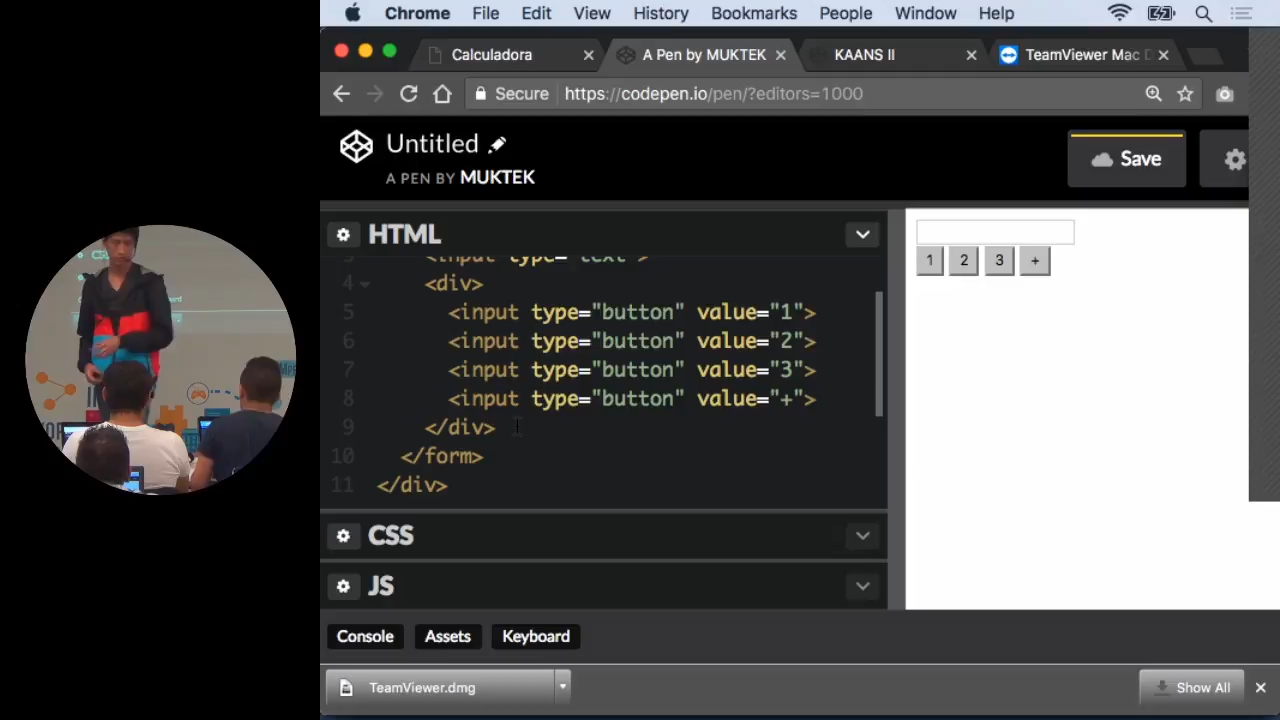 Chrome File Edit View History Bookmarks People Window Help
Calculadora
A Pen by MUKTEK
KAANS II
TeamViewer Mac D
Secure
https://codepen.io/pen/?editors=1000
Untitled
A PEN BY MUKTEK
Save
HTML
<input type="text">
4 <div>
5 <input type="button" value="1">
6 <input type="button" value="2">
7 <input type="button" value="3">
8 <input type="button" value="+">
9 </div>
10 </form>
11 </div>
1 2 3 +
CSS
JS
Console Assets Keyboard
TeamViewer.dmg
Show All